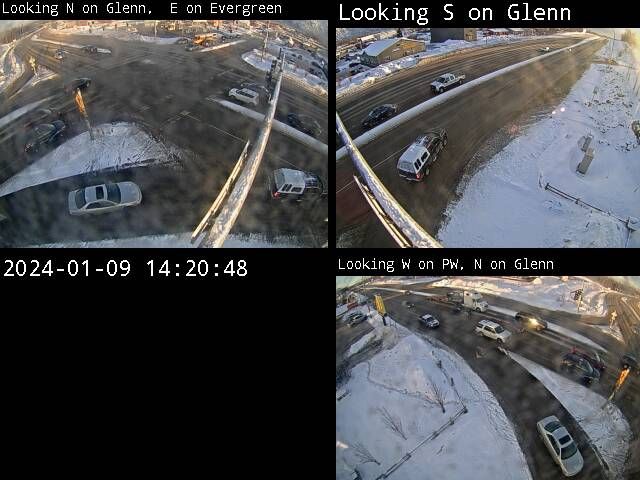 Looking N on Glenn, E on Evergreen
Looking S on Glenn
2024-01-09 14:20:48
Looking W on PW, N on Glenn